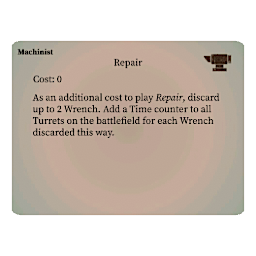 Machinist
Repair
Cost: 0
As an additional cost to play Repair, discard
up to 2 Wrench. Add a Time counter to all
Turrets on the battlefield for each Wrench
discarded this way.